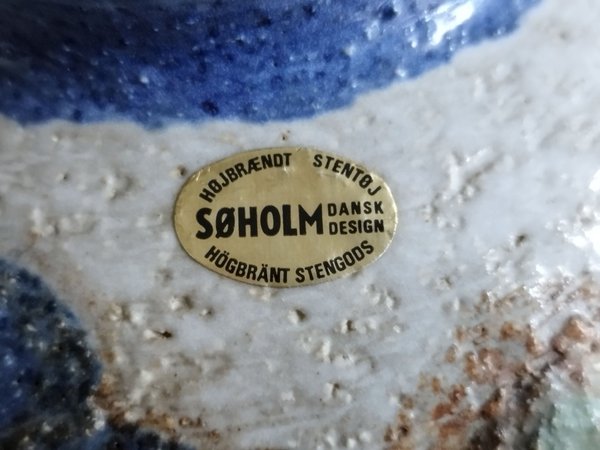 HØJBRÆNDT STENTØJ
SØHOLM DANSK
DESIGN
HÖGBRÄNT STENGODS